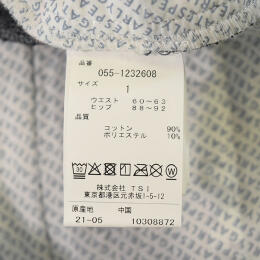 品番
055-1232608
サイズ
1
ウエスト 60～63
ヒップ 88～92
品質
コットン 90%
ポリエステル 10%
株式会社 TSI
東京都港区元赤坂1-5-12
原産地 中国
21-05 10308872